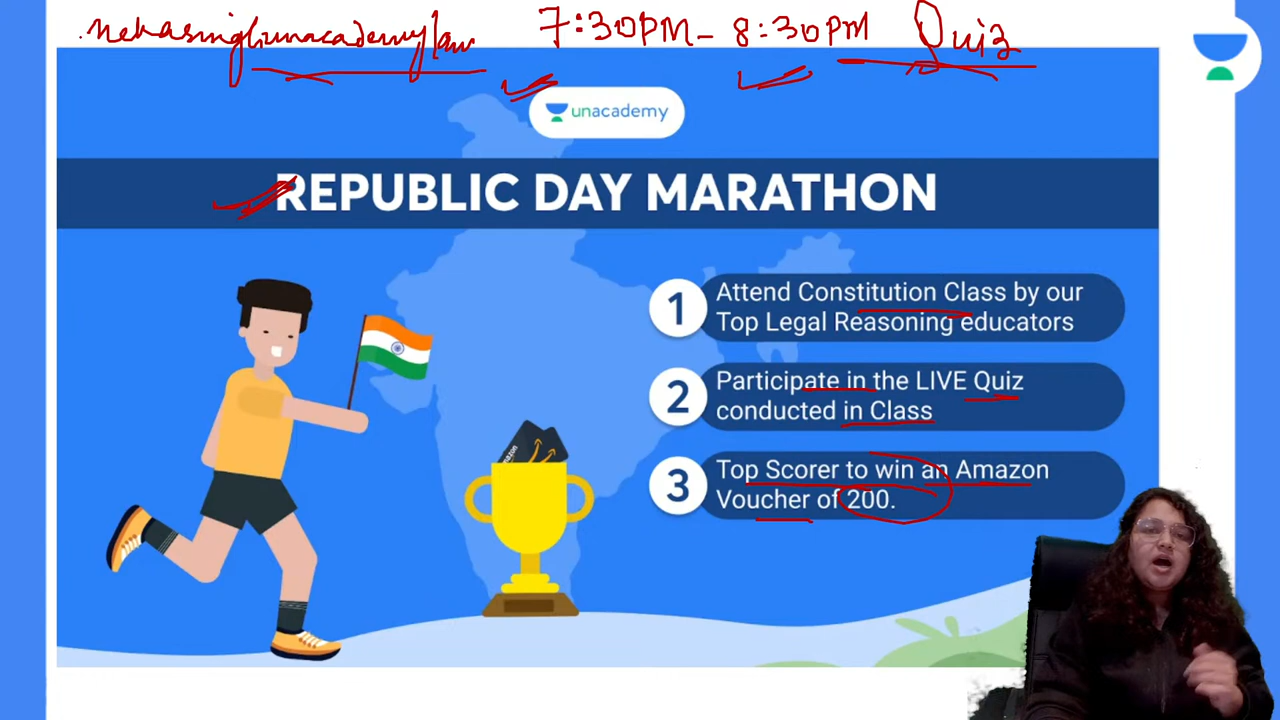 nehasinghunacademylaw 7:30PM - 8:30PM Quiz
unacademy
REPUBLIC DAY MARATHON
1 Attend Constitution Class by our
Top Legal Reasoning educators
2 Participate in the LIVE Quiz
conducted in Class
3 Top Scorer to win an Amazon
Voucher of 200.